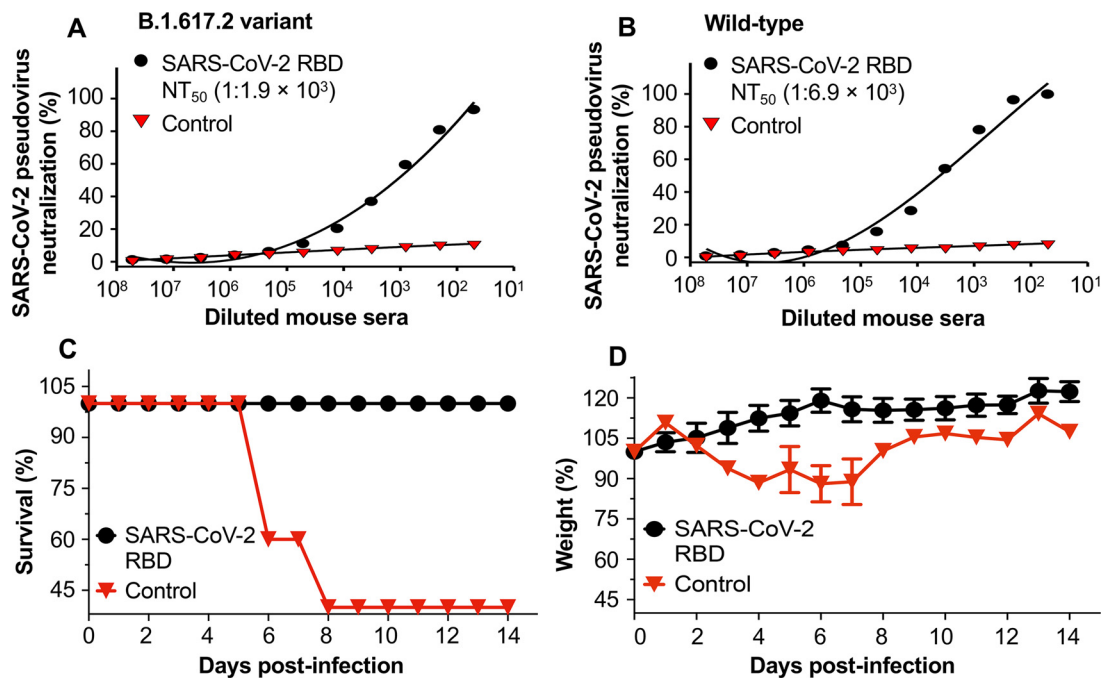 A
B.1.617.2 variant
SARS-CoV-2 RBD
NT50 (1:1.9 × 10³)
Control
SARS-CoV-2 pseudovirus
neutralization (%)
100
80
60
40
20
0
10⁸ 10⁷ 10⁶ 10⁵ 10⁴ 10³ 10² 10¹
Diluted mouse sera
B
Wild-type
SARS-CoV-2 RBD
NT50 (1:6.9 × 10³)
Control
SARS-CoV-2 pseudovirus
neutralization (%)
100
80
60
40
20
0
10⁸ 10⁷ 10⁶ 10⁵ 10⁴ 10³ 10² 10¹
Diluted mouse sera
C
Survival (%)
105
90
75
60
45
SARS-CoV-2
RBD
Control
0 2 4 6 8 10 12 14
Days post-infection
D
Weight (%)
120
105
90
75
60
45
SARS-CoV-2
RBD
Control
0 2 4 6 8 10 12 14
Days post-infection